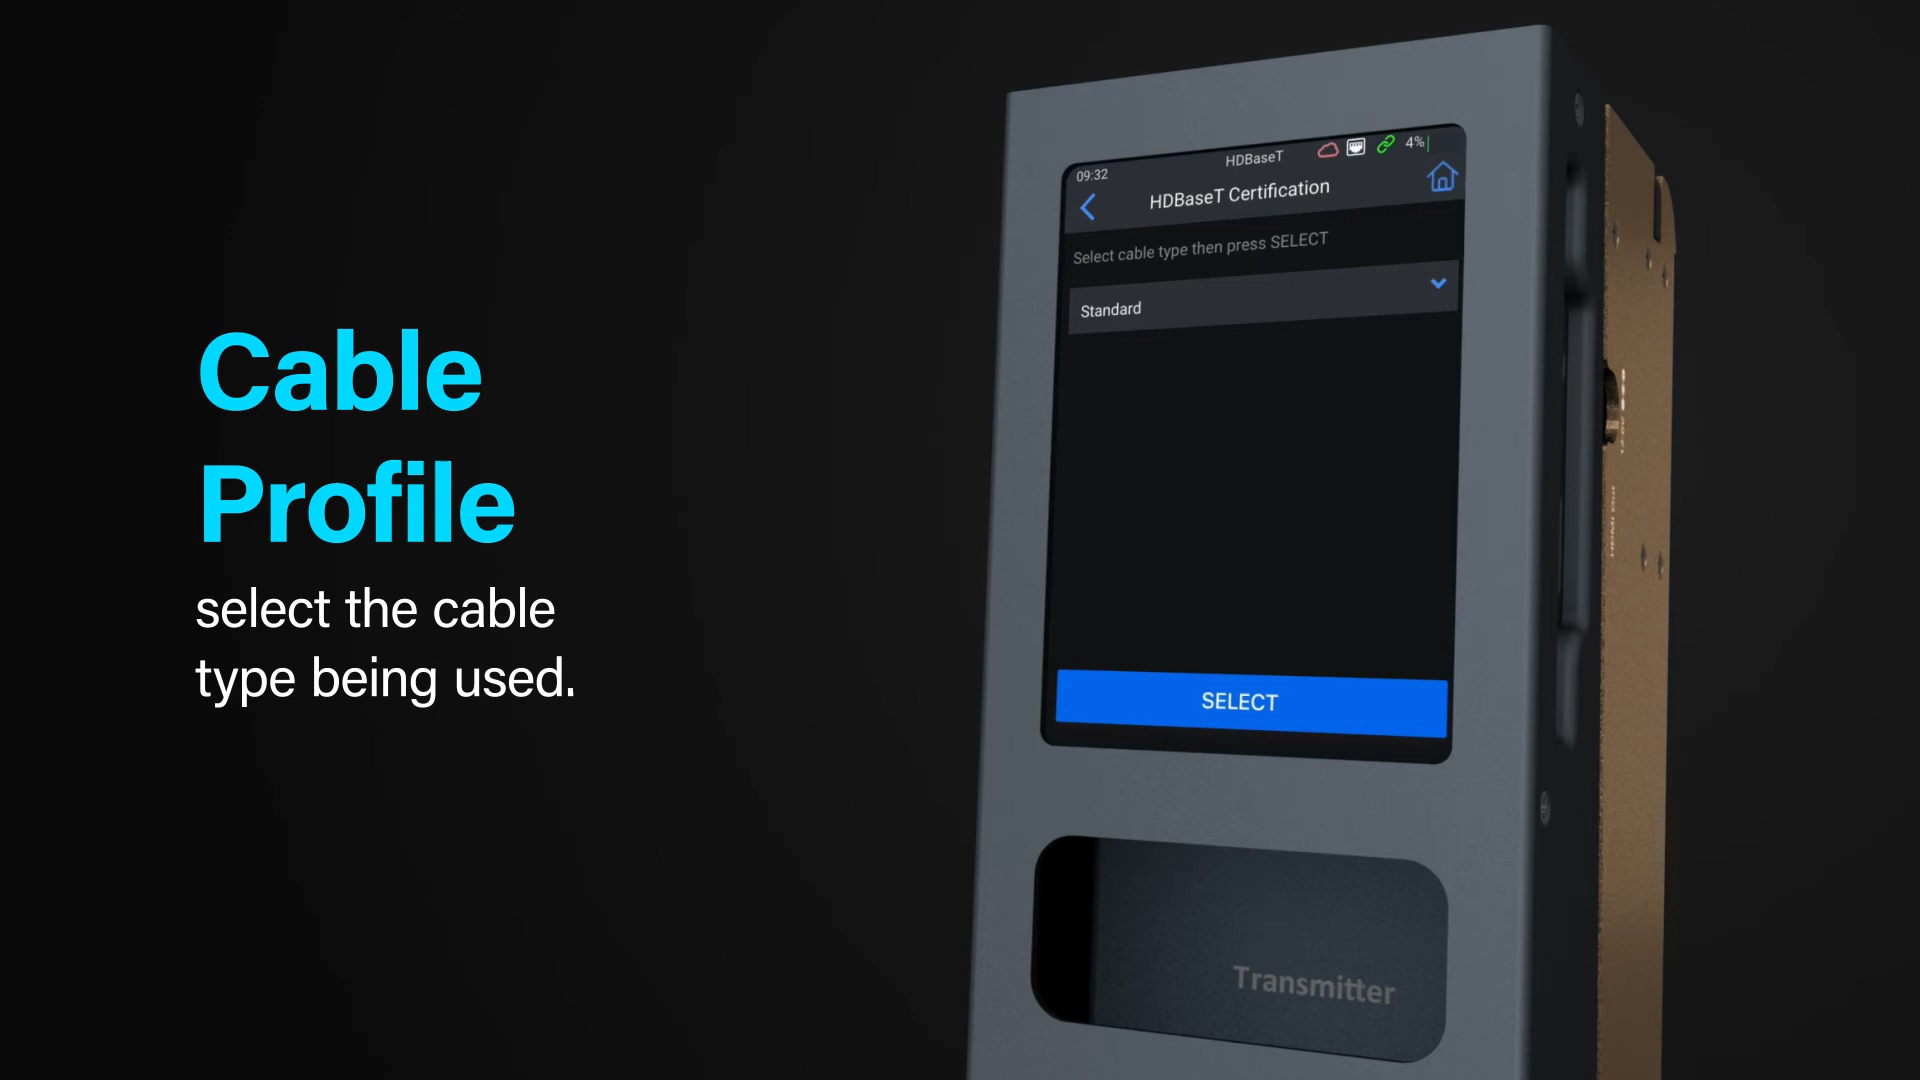 Cable
Profile
select the cable
type being used.
09:32
HDBaseT
4%
HDBaseT Certification
Select cable type then press SELECT
Standard
SELECT
Transmitter